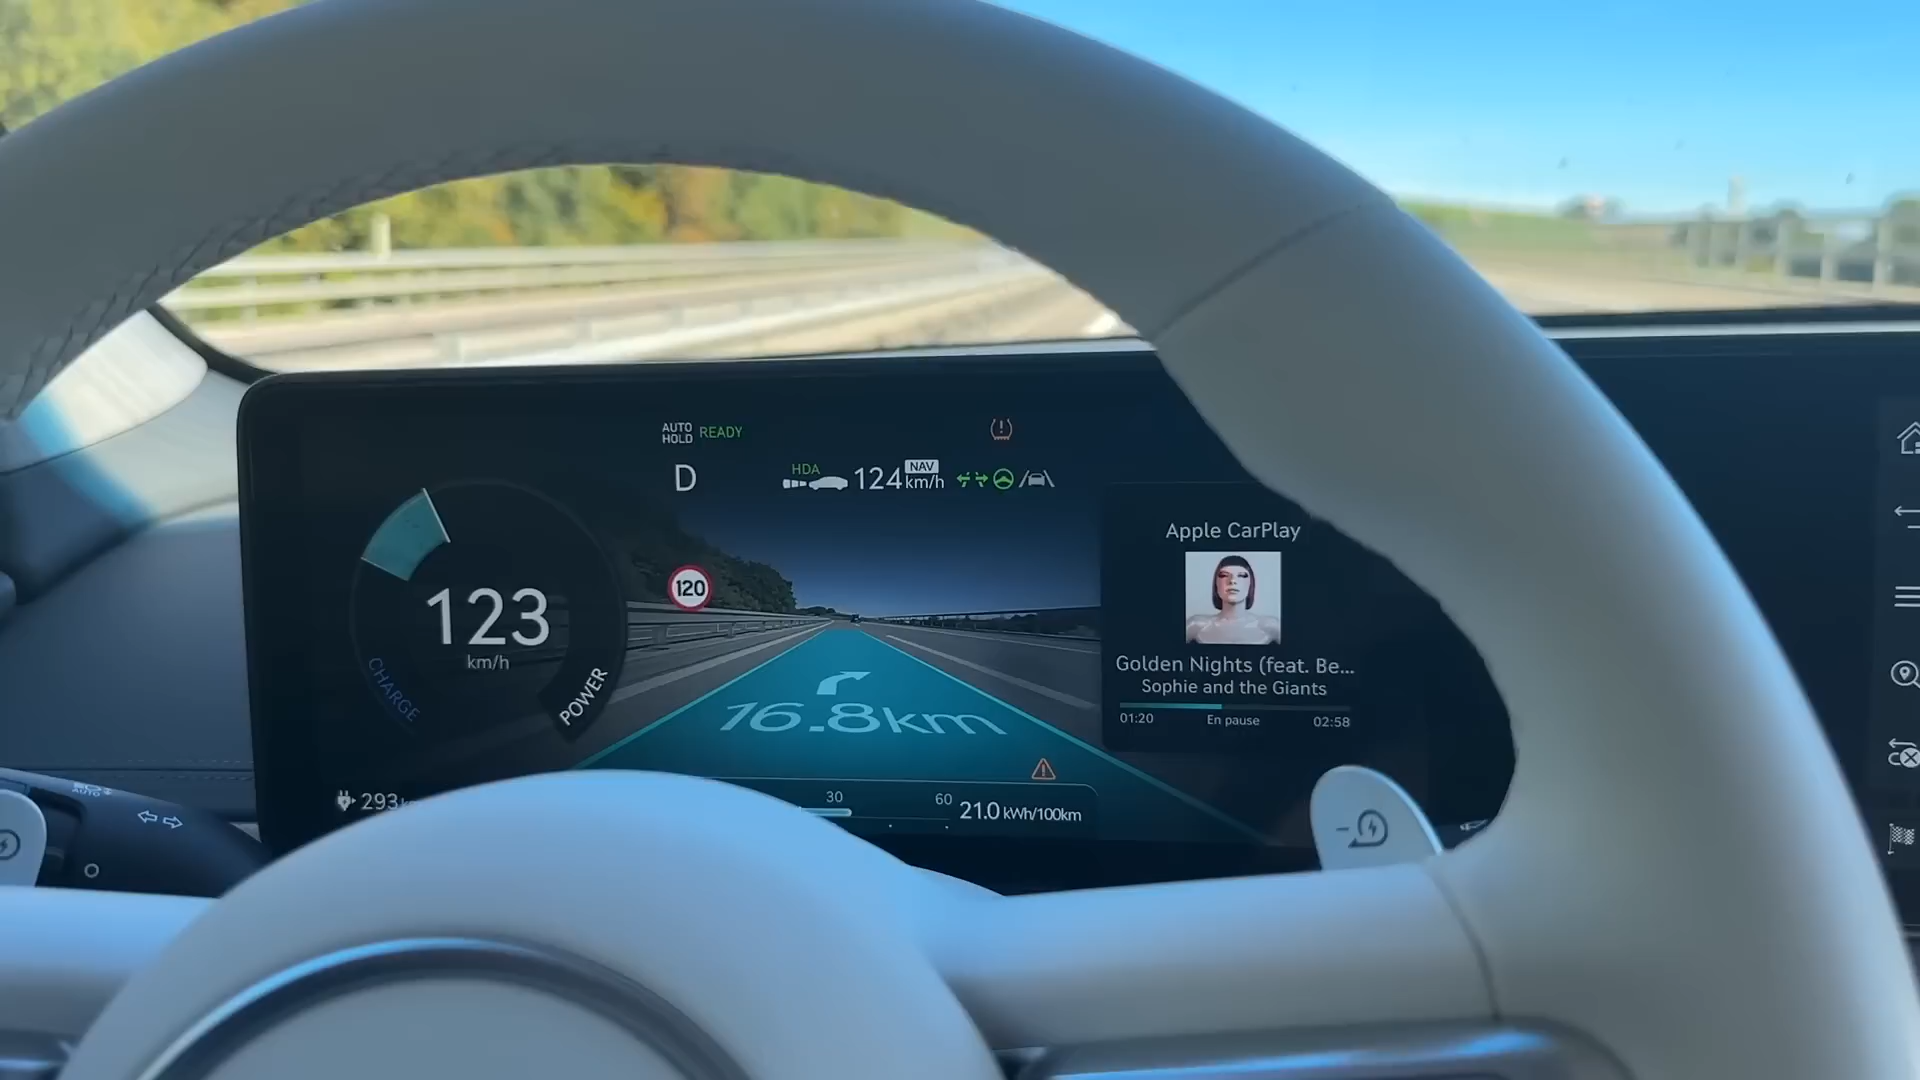 AUTO HOLD READY
D
HDA 124 NAV km/h
123
km/h
CHARGE
POWER
120
16.8km
Apple CarPlay
Golden Nights (feat. Be...
Sophie and the Giants
01:20 En pause 02:58
293
30 60 21.0 kWh/100km
AUTO